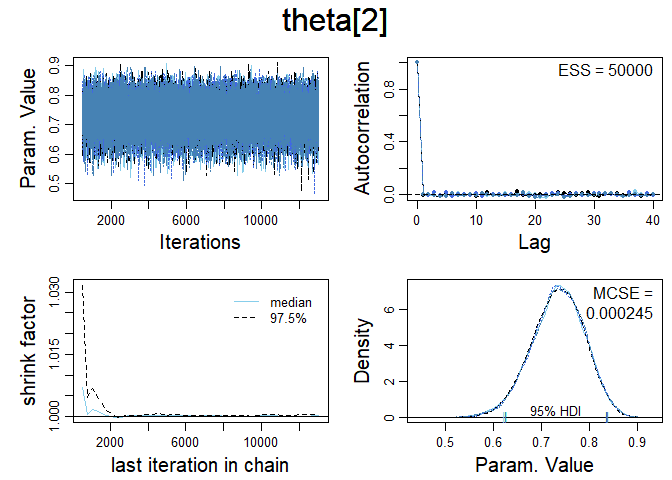 theta[2]
Param. Value
0.5 0.6 0.7 0.8 0.9
2000 6000 10000
Iterations
Autocorrelation
0.0 0.4 0.8
ESS = 50000
0 10 20 30 40
Lag
shrink factor
1.000 1.015 1.030
median
97.5%
2000 6000 10000
last iteration in chain
Density
0 2 4 6
MCSE =
0.000245
95% HDI
0.5 0.6 0.7 0.8 0.9
Param. Value